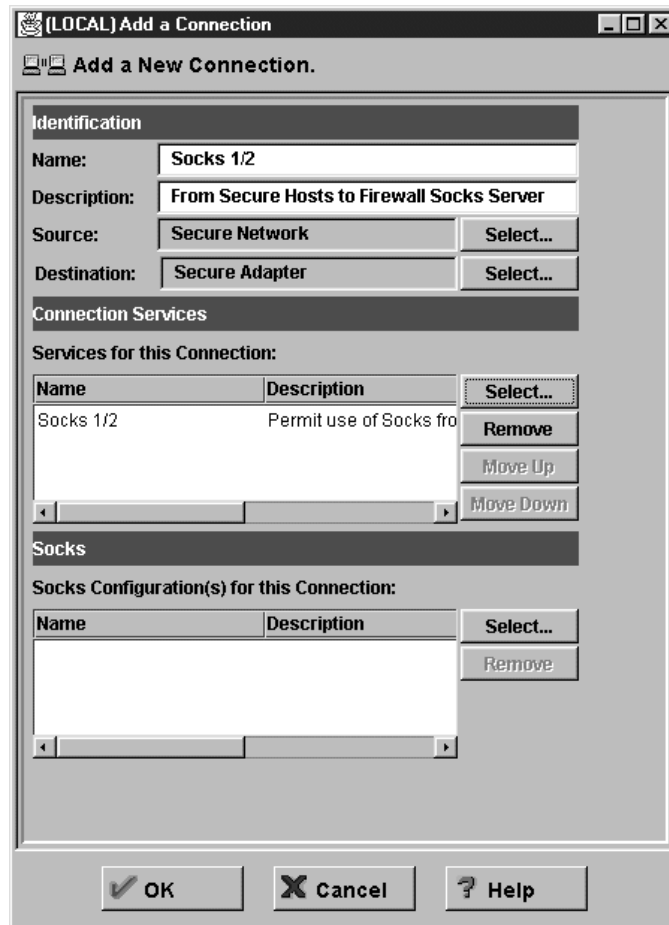 (LOCAL) Add a Connection
Add a New Connection.
Identification
Name: Socks 1/2
Description: From Secure Hosts to Firewall Socks Server
Source: Secure Network Select...
Destination: Secure Adapter Select...
Connection Services
Services for this Connection:
Name Description Select...
Socks 1/2 Permit use of Socks fro
Remove
Move Up
Move Down
Socks
Socks Configuration(s) for this Connection:
Name Description Select...
Remove
OK Cancel ? Help